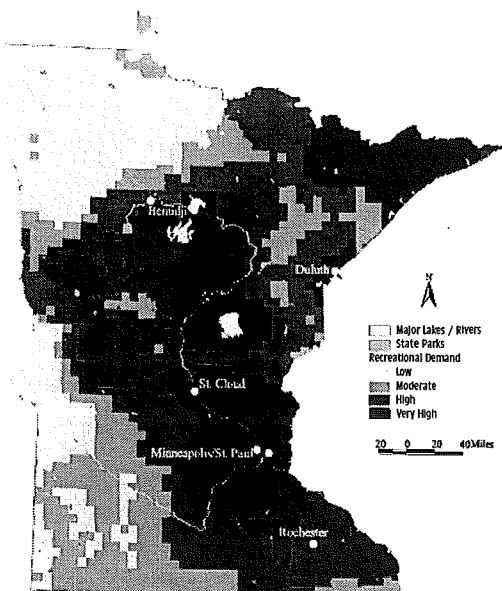 Bemidji
Duluth
N
Major Lakes / Rivers
State Parks
Recreational Demand
Low
Moderate
High
Very High
St. Cloud
20 0 20 40 Miles
Minneapolis/St. Paul
Rochester